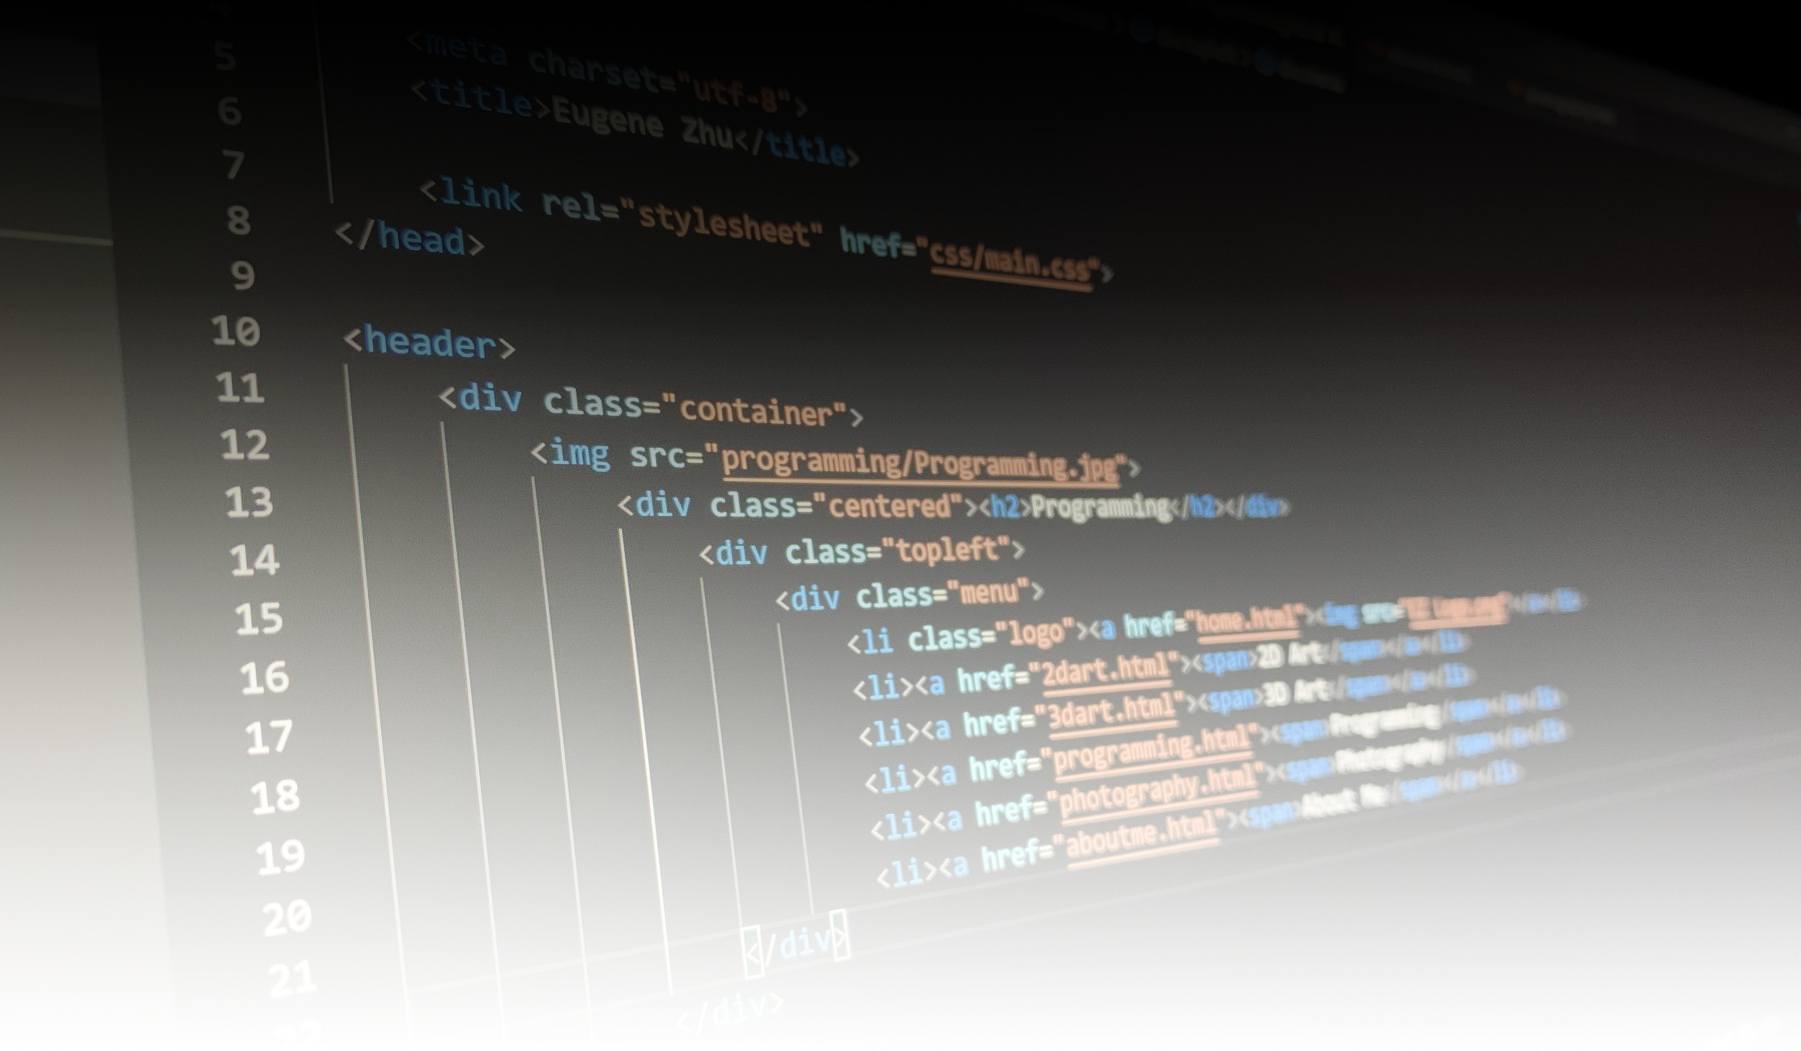 <meta charset="utf-8">
5 <title>Eugene Zhu</title>
6
7 <link rel="stylesheet" href="css/main.css">
8 </head>
9
10 <header>
11 <div class="container">
12 <img src="programming/Programming.jpg">
13 <div class="centered"><h2>Programming</h2></div>
14 <div class="topleft">
15 <div class="menu">
16 <li class="logo"><a href="home.html"><img src="
17 <li><a href="2dart.html"><span>2D Art</span></a></li>
18 <li><a href="3dart.html"><span>3D Art</span></a></li>
19 <li><a href="programming.html"><span>Programing</span></a></li>
20 <li><a href="photography.html"><span>Photography</span></a></li>
21 <li><a href="aboutme.html"><span>About Me</span></a></li>
22 </div>
</div>